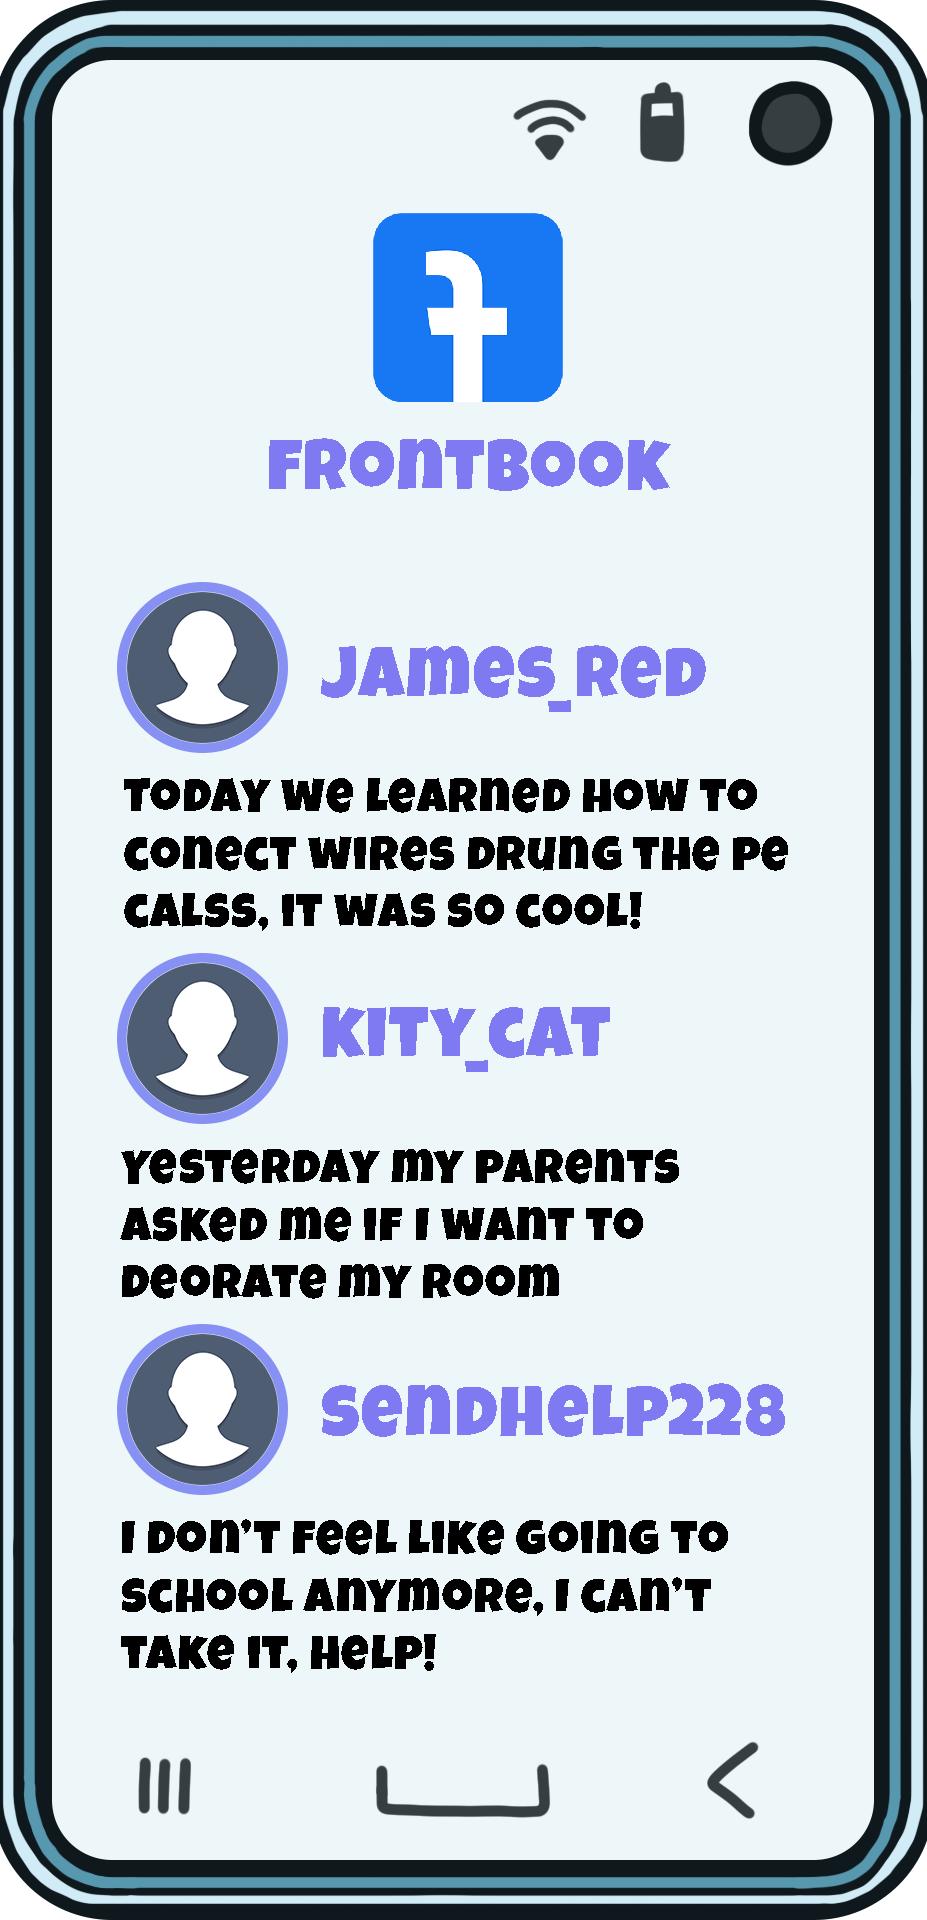 FRONTBOOK
JAMES_RED
TODAY WE LEARNED HOW TO
CONECT WIRES DRUNG THE PE
CALSS, IT WAS SO COOL!
KITY_CAT
YESTERDAY MY PARENTS
ASKED ME IF I WANT TO
DEORATE MY ROOM
SENDHELP228
I DON'T FEEL LIKE GOING TO
SCHOOL ANYMORE, I CAN'T
TAKE IT, HELP!